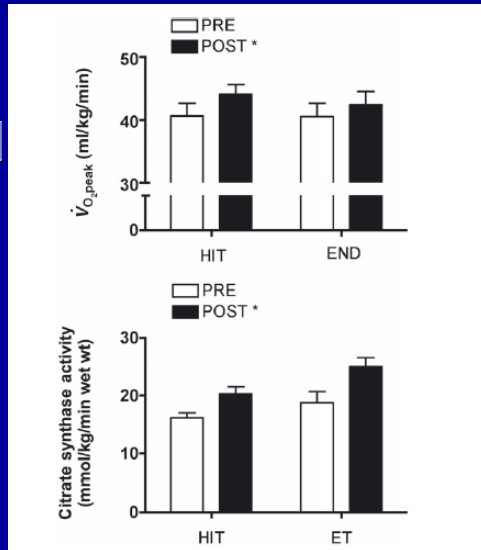 PRE
POST *
V̇O₂peak (ml/kg/min)
50
40
30
0
HIT END
PRE
POST *
Citrate synthase activity
(mmol/kg/min wet wt)
30
20
10
0
HIT ET